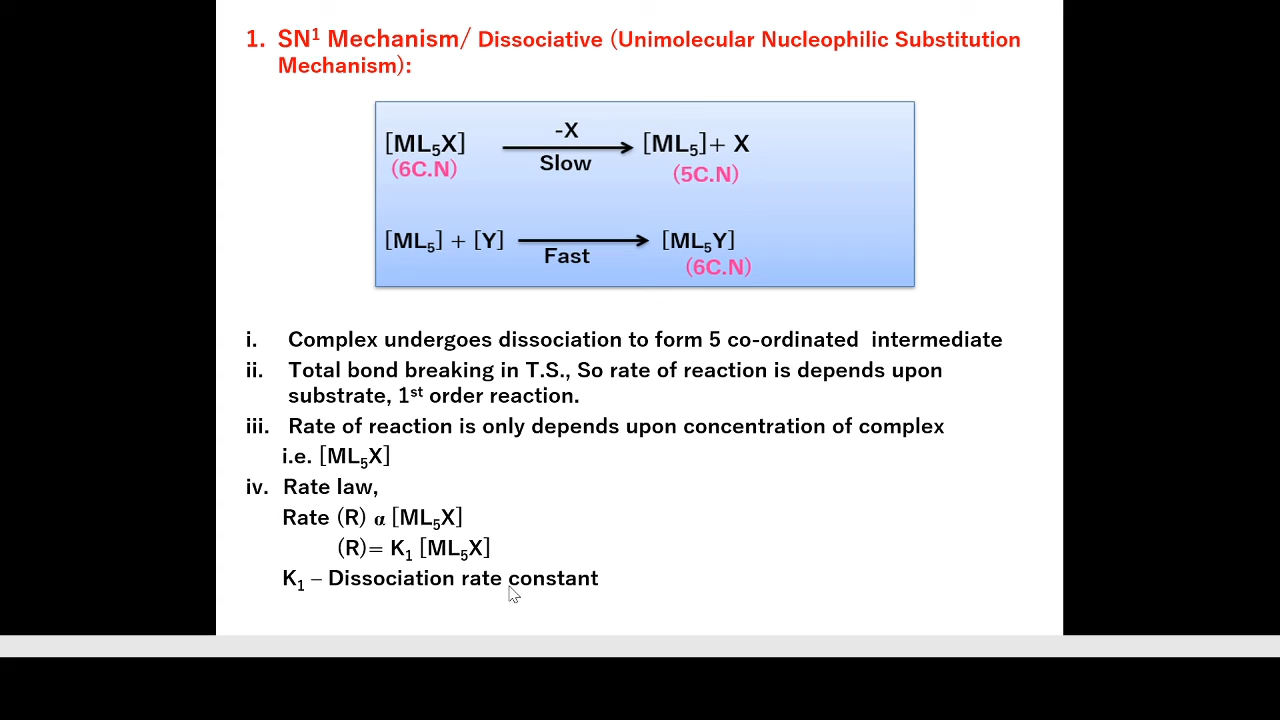 1. SN¹ Mechanism/ Dissociative (Unimolecular Nucleophilic Substitution
Mechanism):
[ML₅X] -X Slow [ML₅]+ X
(6C.N) (5C.N)
[ML₅] + [Y] Fast [ML₅Y]
(6C.N)
i. Complex undergoes dissociation to form 5 co-ordinated intermediate
ii. Total bond breaking in T.S., So rate of reaction is depends upon
substrate, 1ˢᵗ order reaction.
iii. Rate of reaction is only depends upon concentration of complex
i.e. [ML₅X]
iv. Rate law,
Rate (R) α [ML₅X]
(R)= K₁ [ML₅X]
K₁ – Dissociation rate constant